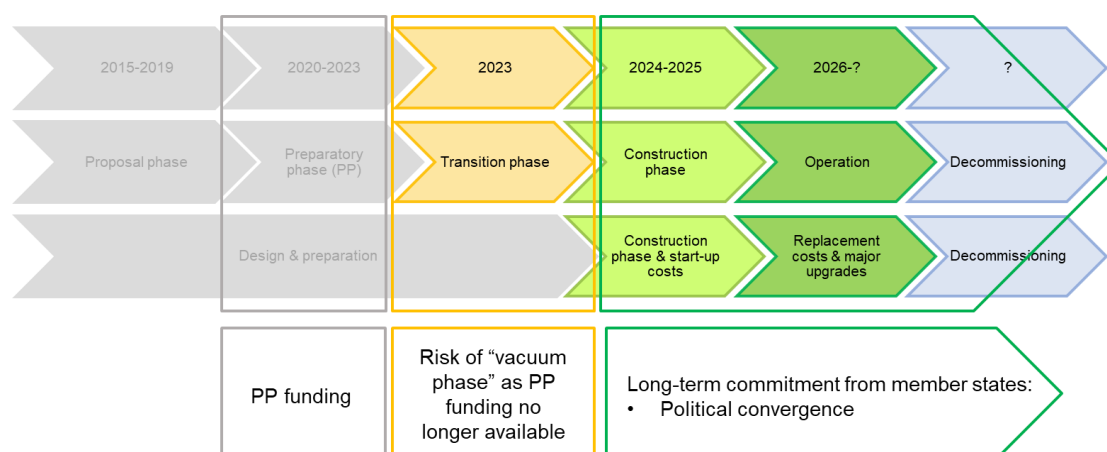 2015-2019
2020-2023
2023
2024-2025
2026-?
?
Proposal phase
Preparatory
phase (PP)
Transition phase
Construction
phase
Operation
Decommissioning
Design & preparation
Construction
phase & start-up
costs
Replacement
costs & major
upgrades
Decommissioning
PP funding
Risk of “vacuum
phase” as PP
funding no
longer available
Long-term commitment from member states:
• Political convergence